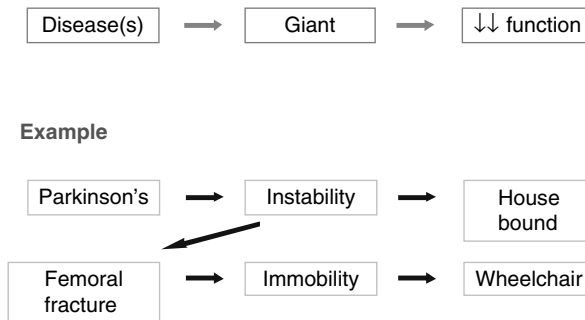 Disease(s) Giant ↓↓ function
Example
Parkinson's Instability House
bound
Femoral
fracture Immobility Wheelchair